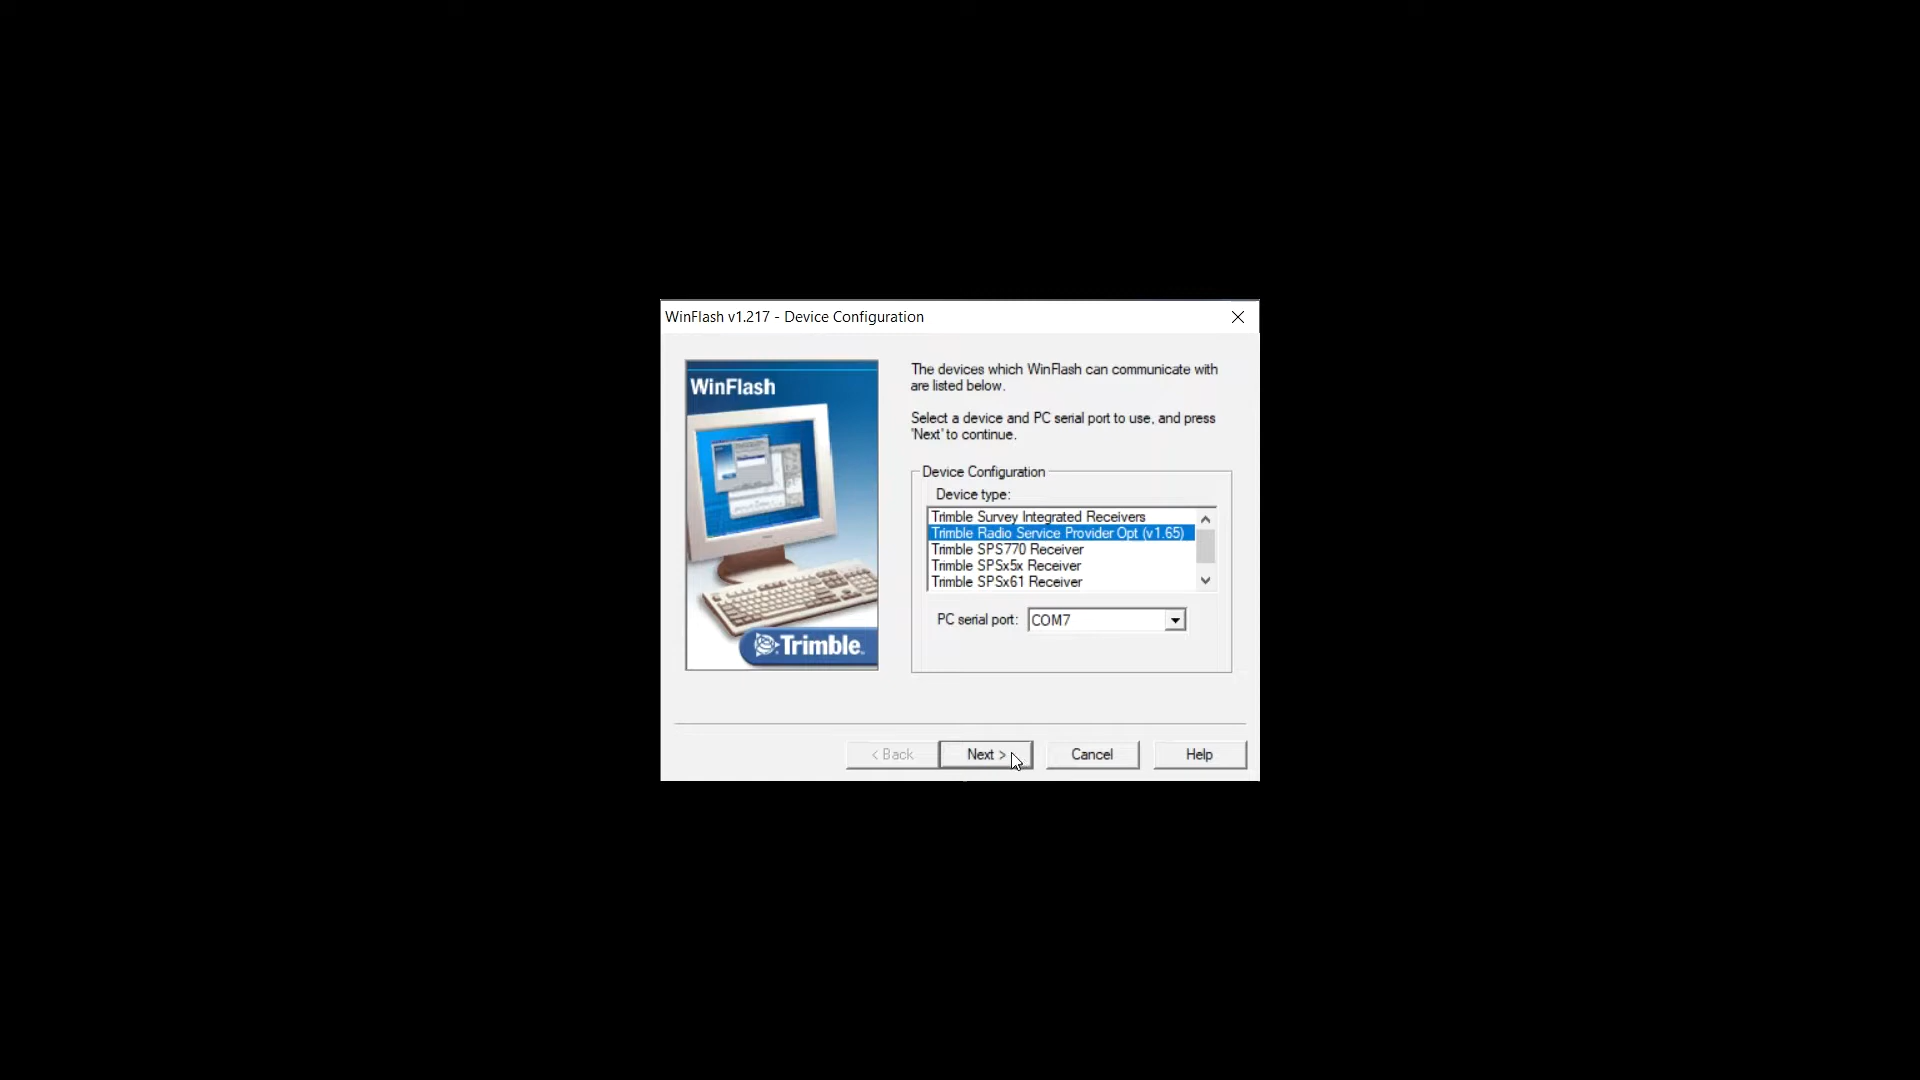 WinFlash v1.217 - Device Configuration
WinFlash
Trimble
The devices which WinFlash can communicate with
are listed below.
Select a device and PC serial port to use, and press
'Next' to continue.
Device Configuration
Device type:
Trimble Survey Integrated Receivers
Trimble Radio Service Provider Opt (v1.65)
Trimble SPS770 Receiver
Trimble SPSx5x Receiver
Trimble SPSx61 Receiver
PC serial port: COM7
< Back Next > Cancel Help